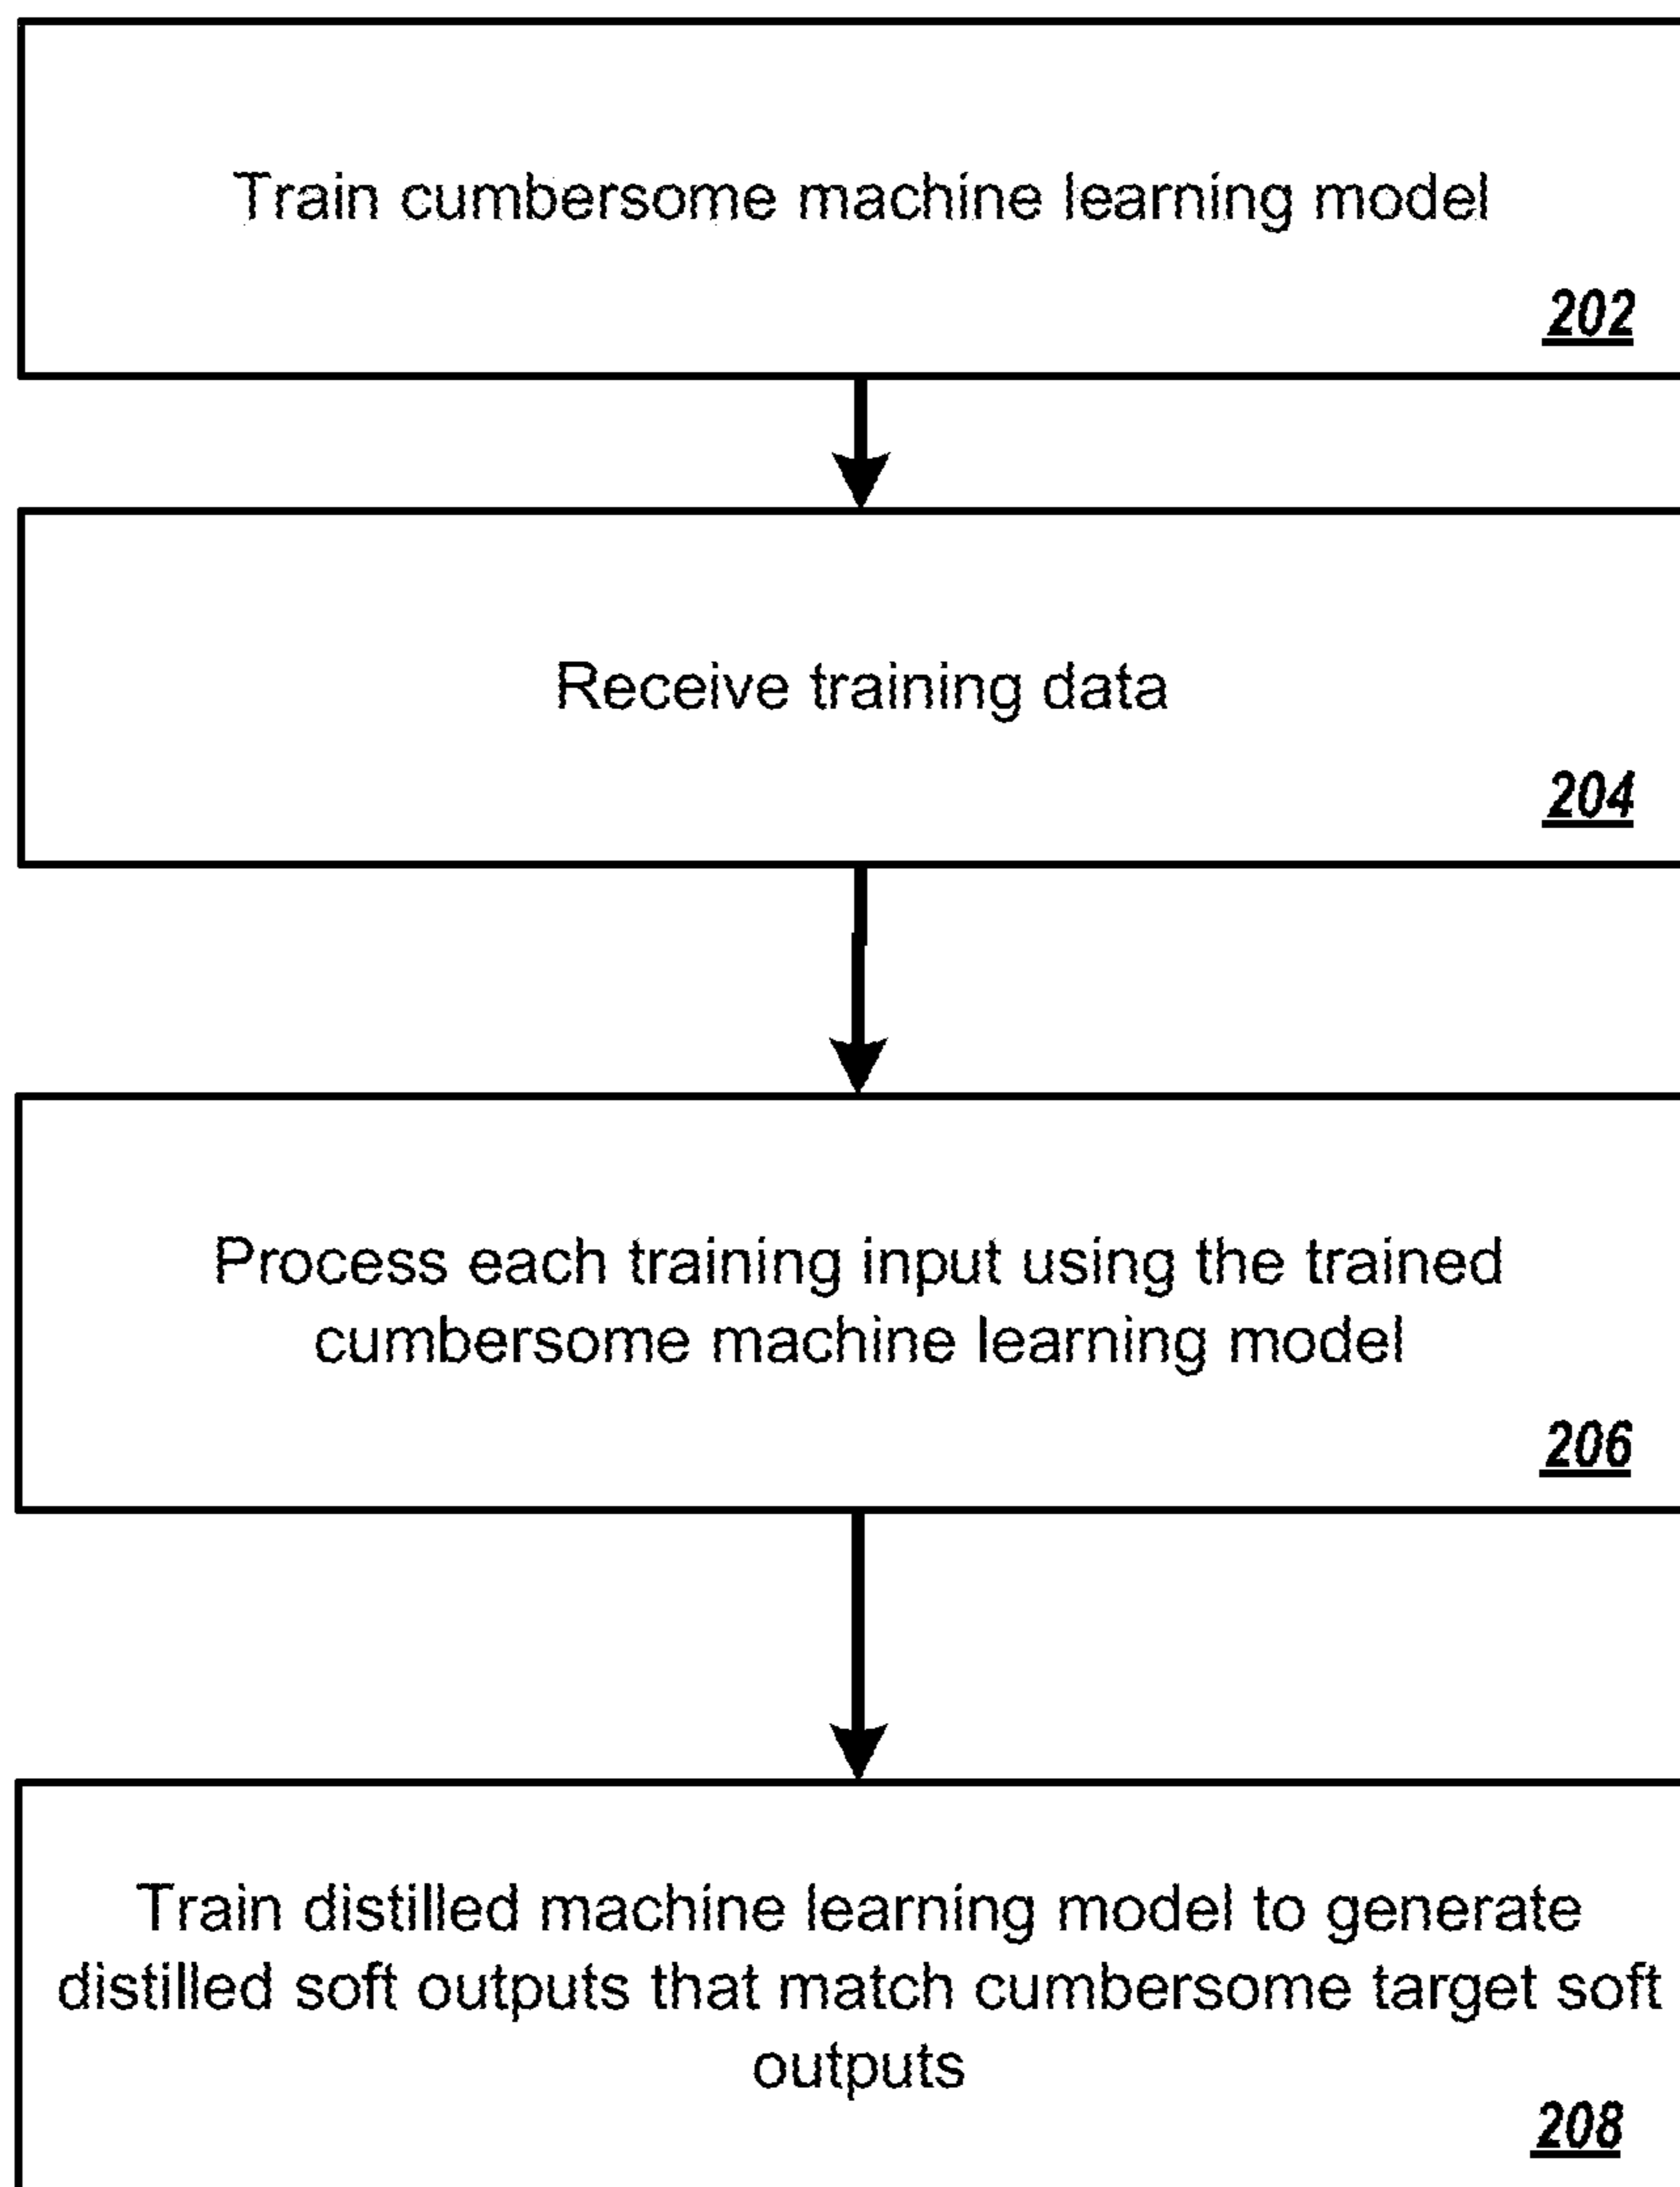 Train cumbersome machine learning model
202
Receive training data
204
Process each training input using the trained
cumbersome machine learning model
206
Train distilled machine learning model to generate
distilled soft outputs that match cumbersome target soft
outputs
208